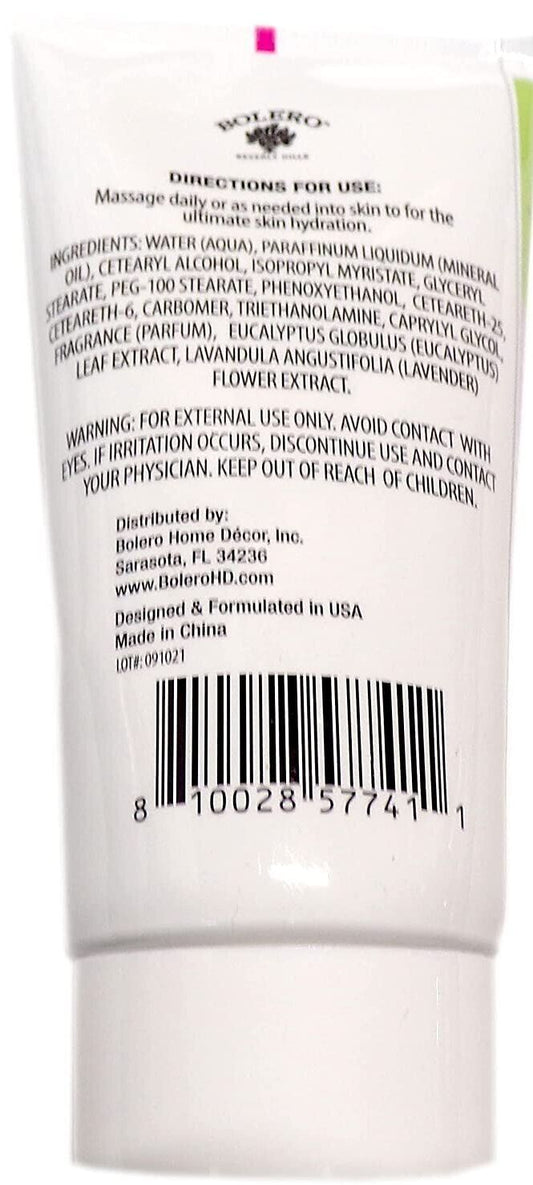 BOLERO
BEVERLY HILLS
DIRECTIONS FOR USE:
Massage daily or as needed into skin to for the
ultimate skin hydration.
INGREDIENTS: WATER (AQUA), PARAFFINUM LIQUIDUM (MINERAL
OIL), CETEARYL ALCOHOL, ISOPROPYL MYRISTATE, GLYCERYL
STEARATE, PEG-100 STEARATE, PHENOXYETHANOL, CETEARETH-25,
CETEARETH-6, CARBOMER, TRIETHANOLAMINE, CAPRYLYL GLYCOL,
FRAGRANCE (PARFUM), EUCALYPTUS GLOBULUS (EUCALYPTUS)
LEAF EXTRACT, LAVANDULA ANGUSTIFOLIA (LAVENDER)
FLOWER EXTRACT.
WARNING: FOR EXTERNAL USE ONLY. AVOID CONTACT WITH
EYES. IF IRRITATION OCCURS, DISCONTINUE USE AND CONTACT
YOUR PHYSICIAN. KEEP OUT OF REACH OF CHILDREN.
Distributed by:
Bolero Home Décor, Inc.
Sarasota, FL 34236
www.BoleroHD.com
Designed & Formulated in USA
Made in China
LOT#: 091021
8 10028 57741 1